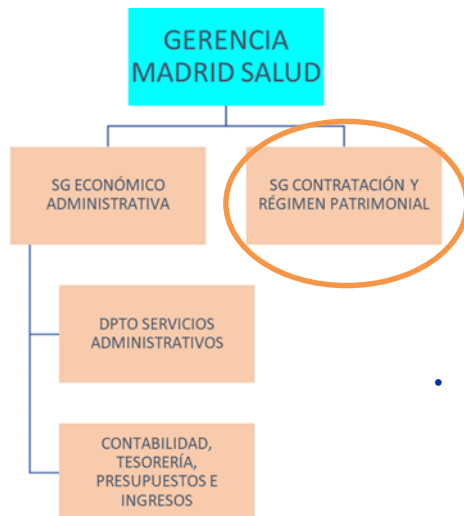 GERENCIA
MADRID SALUD
SG ECONÓMICO
ADMINISTRATIVA
SG CONTRATACIÓN Y
RÉGIMEN PATRIMONIAL
DPTO SERVICIOS
ADMINISTRATIVOS
CONTABILIDAD,
TESORERÍA,
PRESUPUESTOS E
INGRESOS